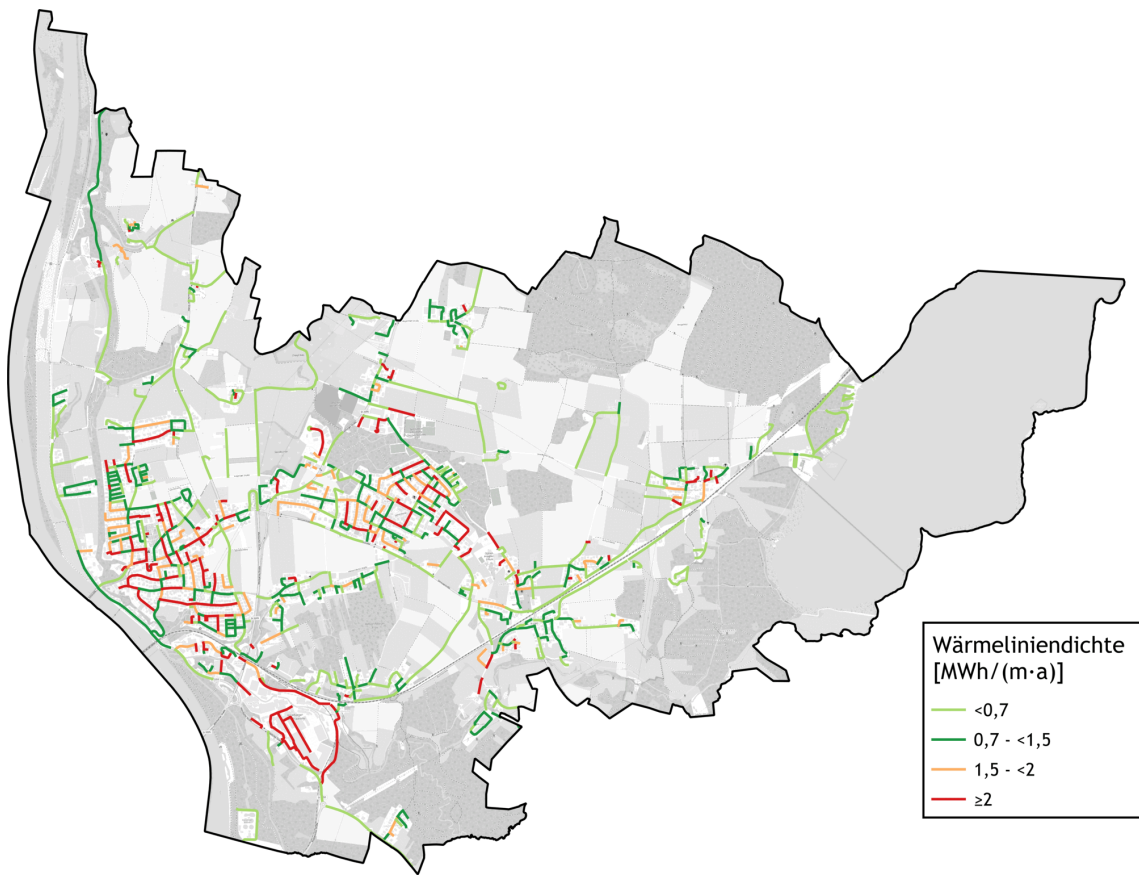 Wärmeliniendichte
[MWh/(m·a)]
<0,7
0,7 - <1,5
1,5 - <2
≥2